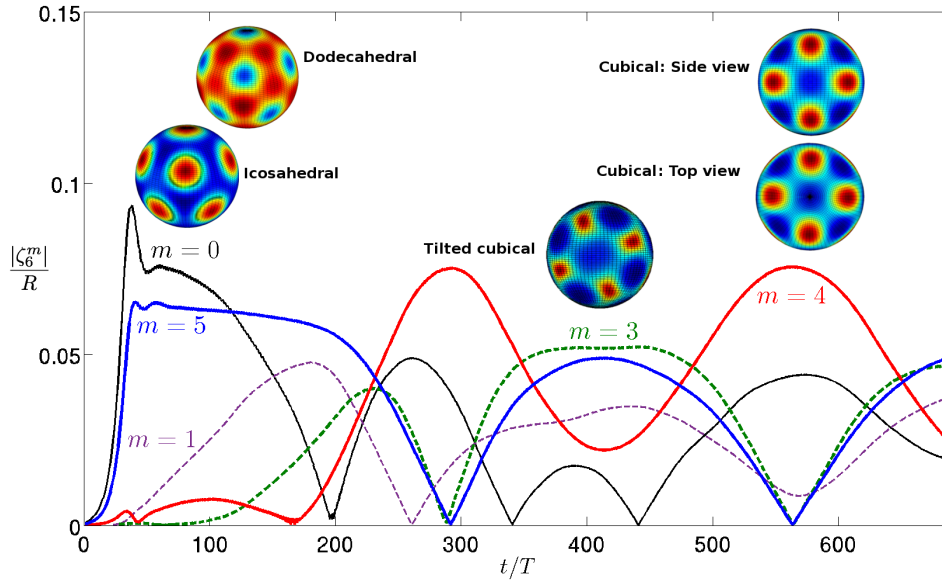 0.15
Dodecahedral
Cubical: Side view
Icosahedral
Cubical: Top view
0.1
Tilted cubical
m = 0
|ζ₆ᵐ|
R
m = 4
m = 5
m = 3
0.05
m = 1
0
0 100 200 300 400 500 600
t/T